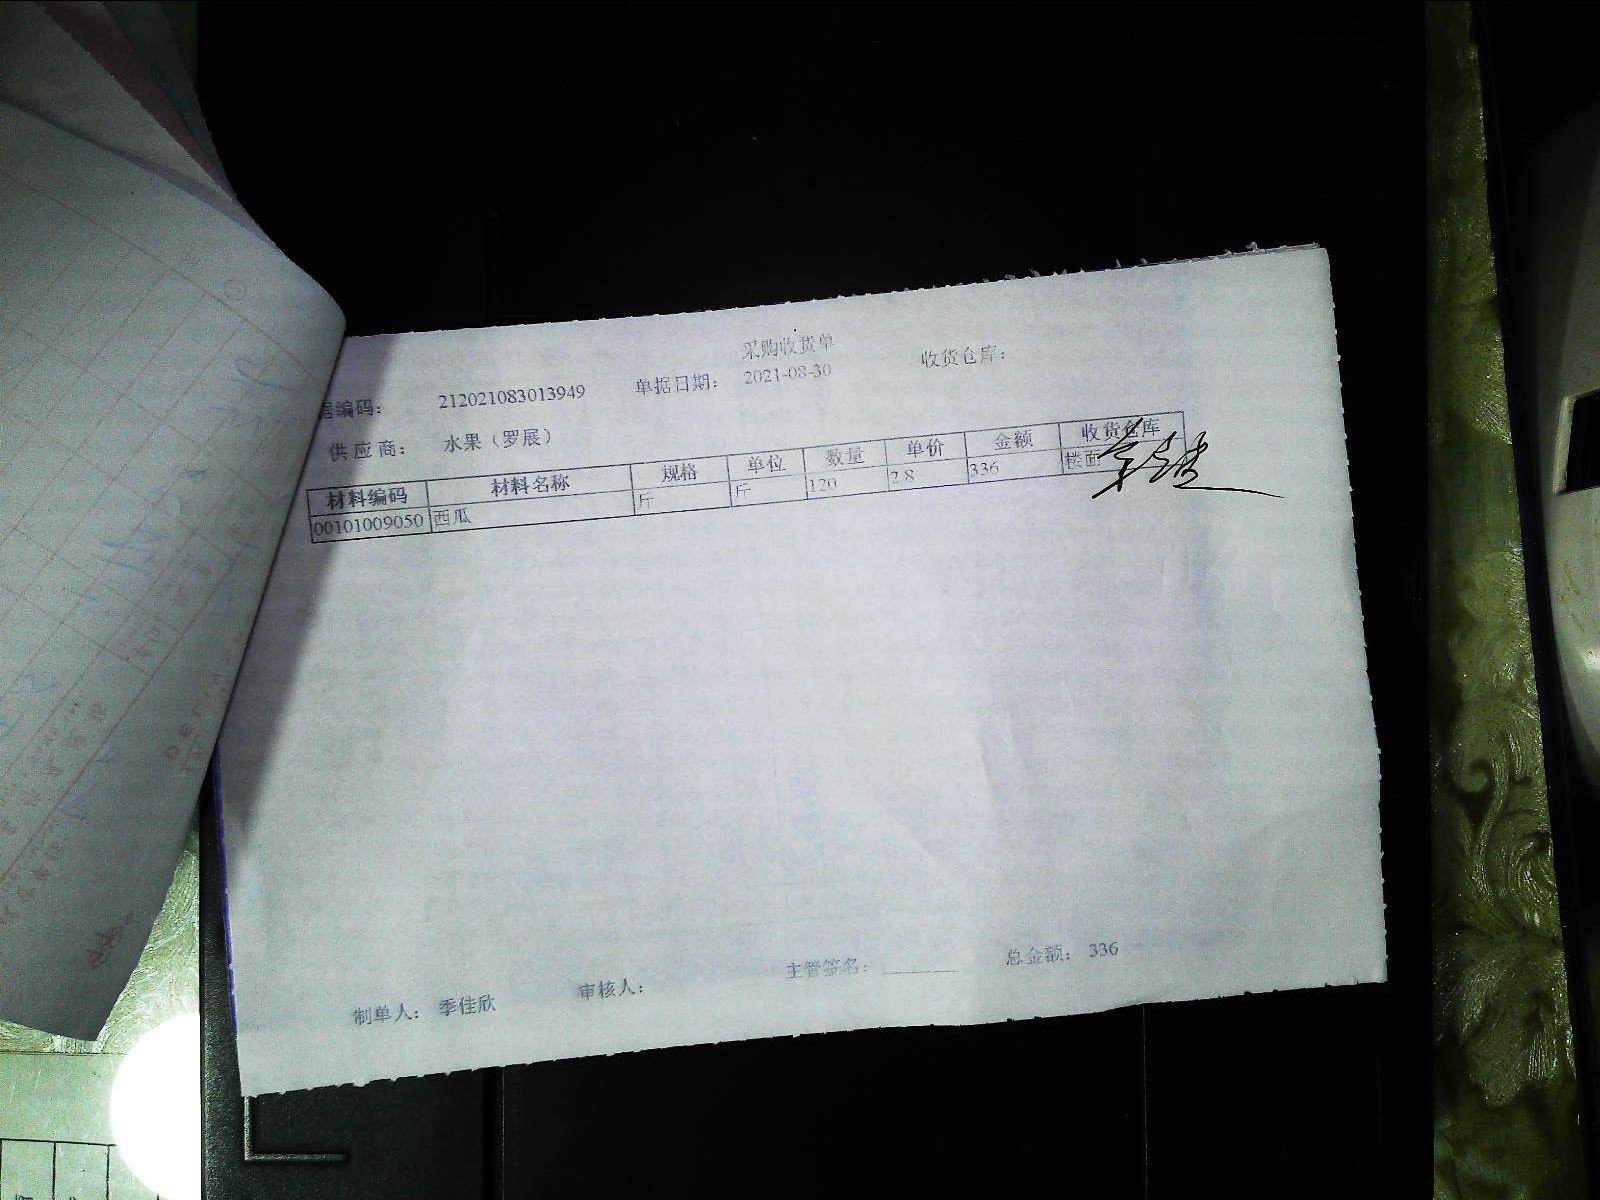 采购收货单
据编码： 212021083013949 单据日期： 2021-08-30 收货仓库：
供应商： 水果（罗展）
材料编码 材料名称 规格 单位 数量 单价 金额 收货仓库
00101009050 西瓜 斤 斤 120 2.8 336 楼面
制单人： 季佳欣 审核人： 主管签名： 总金额： 336